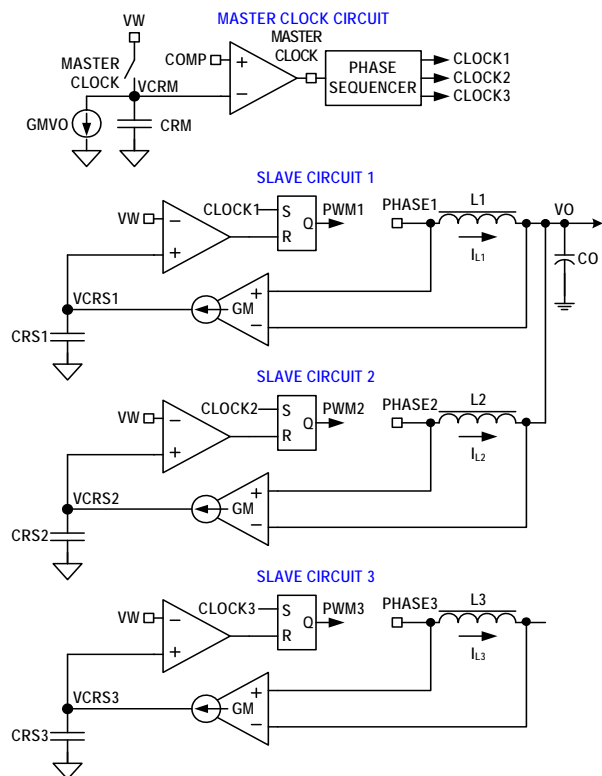 MASTER CLOCK CIRCUIT
VW
MASTER CLOCK
COMP
MASTER CLOCK
VCRM
GMVO
CRM
+
−
PHASE SEQUENCER
CLOCK1
CLOCK2
CLOCK3
SLAVE CIRCUIT 1
VW
−
+
CLOCK1
S
R
Q
PWM1
PHASE1
L1
IL1
VO
CO
VCRS1
GM
+
−
CRS1
SLAVE CIRCUIT 2
VW
−
+
CLOCK2
S
R
Q
PWM2
PHASE2
L2
IL2
VCRS2
GM
+
−
CRS2
SLAVE CIRCUIT 3
VW
−
+
CLOCK3
S
R
Q
PWM3
PHASE3
L3
IL3
VCRS3
GM
+
−
CRS3